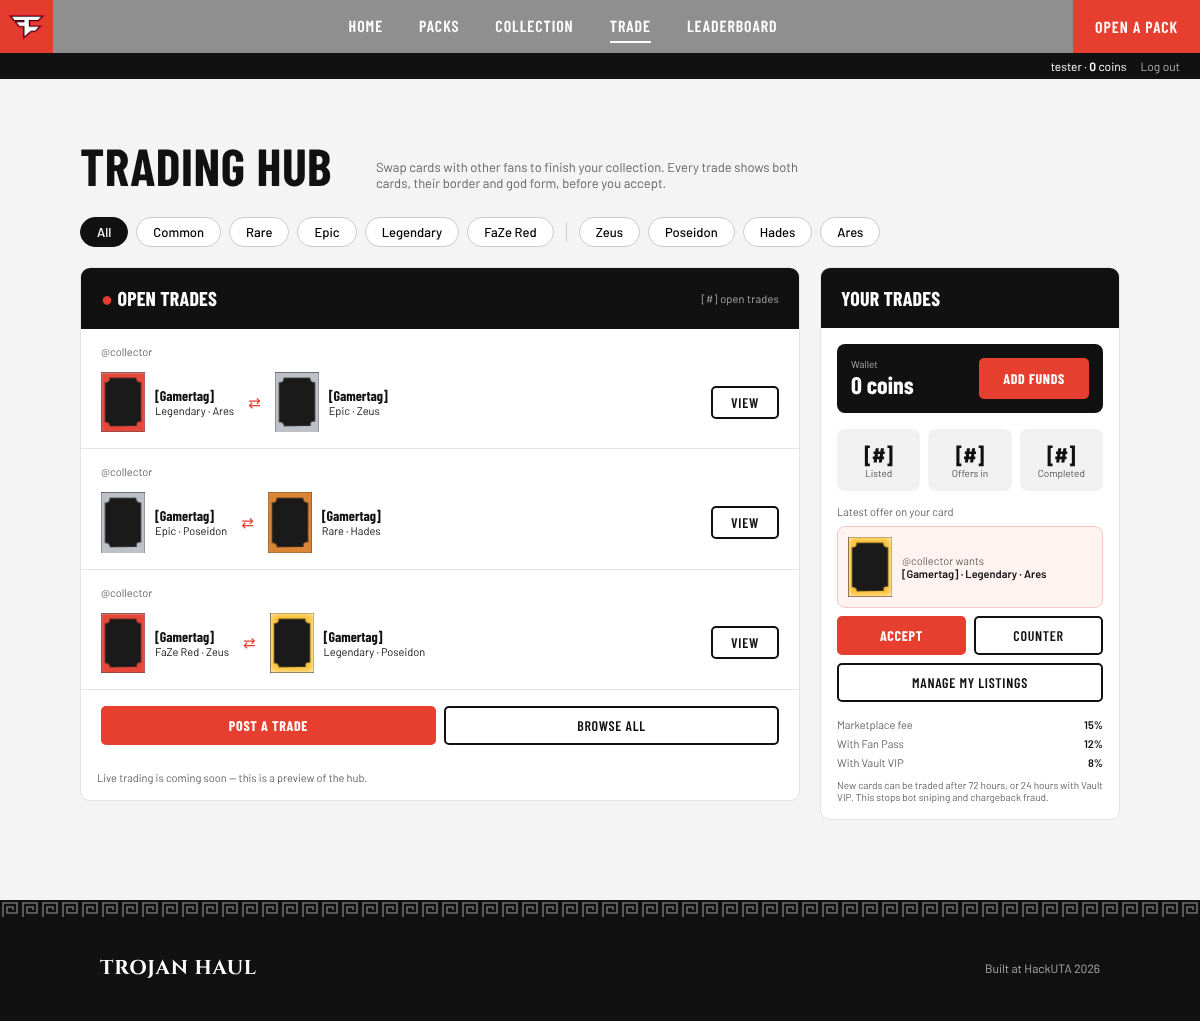 HOME PACKS COLLECTION TRADE LEADERBOARD OPEN A PACK
tester · 0 coins Log out
TRADING HUB
Swap cards with other fans to finish your collection. Every trade shows both
cards, their border and god form, before you accept.
All Common Rare Epic Legendary FaZe Red Zeus Poseidon Hades Ares
OPEN TRADES [#] open trades
@collector
[Gamertag]
Legendary · Ares
⇄
[Gamertag]
Epic · Zeus
VIEW
@collector
[Gamertag]
Epic · Poseidon
⇄
[Gamertag]
Rare · Hades
VIEW
@collector
[Gamertag]
FaZe Red · Zeus
⇄
[Gamertag]
Legendary · Poseidon
VIEW
POST A TRADE BROWSE ALL
Live trading is coming soon — this is a preview of the hub.
YOUR TRADES
Wallet
0 coins
ADD FUNDS
[#] [#] [#]
Listed Offers in Completed
Latest offer on your card
@collector wants
[Gamertag] · Legendary · Ares
ACCEPT COUNTER
MANAGE MY LISTINGS
Marketplace fee 15%
With Fan Pass 12%
With Vault VIP 8%
New cards can be traded after 72 hours, or 24 hours with Vault
VIP. This stops bot sniping and chargeback fraud.
TROJAN HAUL Built at HackUTA 2026